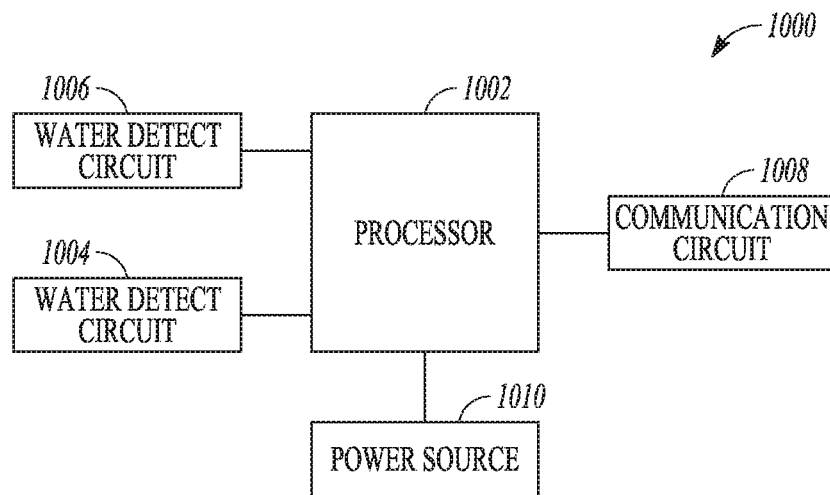 1000
1006
WATER DETECT
CIRCUIT
1002
PROCESSOR
1008
COMMUNICATION
CIRCUIT
1004
WATER DETECT
CIRCUIT
1010
POWER SOURCE